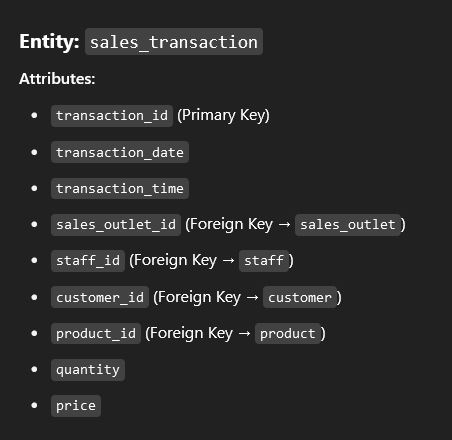 Entity: sales_transaction
Attributes:
• transaction_id (Primary Key)
• transaction_date
• transaction_time
• sales_outlet_id (Foreign Key → sales_outlet)
• staff_id (Foreign Key → staff)
• customer_id (Foreign Key → customer)
• product_id (Foreign Key → product)
• quantity
• price